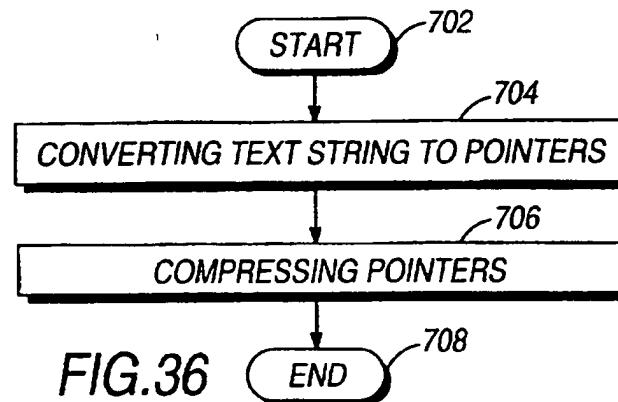 START
702
704
CONVERTING TEXT STRING TO POINTERS
706
COMPRESSING POINTERS
708
FIG.36
END